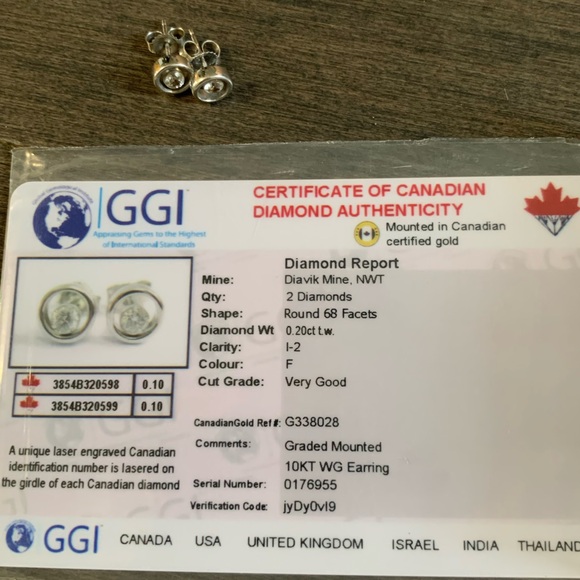 GGI
Appraising Gems to the Highest
of International Standards
CERTIFICATE OF CANADIAN
DIAMOND AUTHENTICITY
Mounted in Canadian
certified gold
Diamond Report
Mine: Diavik Mine, NWT
Qty: 2 Diamonds
Shape: Round 68 Facets
Diamond Wt 0.20ct t.w.
Clarity: I-2
Colour: F
Cut Grade: Very Good
3854B320598 0.10
3854B320599 0.10
CanadianGold Ref #: G338028
Comments: Graded Mounted
10KT WG Earring
A unique laser engraved Canadian
identification number is lasered on
the girdle of each Canadian diamond
Serial Number: 0176955
Verification Code: jyDy0vI9
GGI CANADA USA UNITED KINGDOM ISRAEL INDIA THAILAND